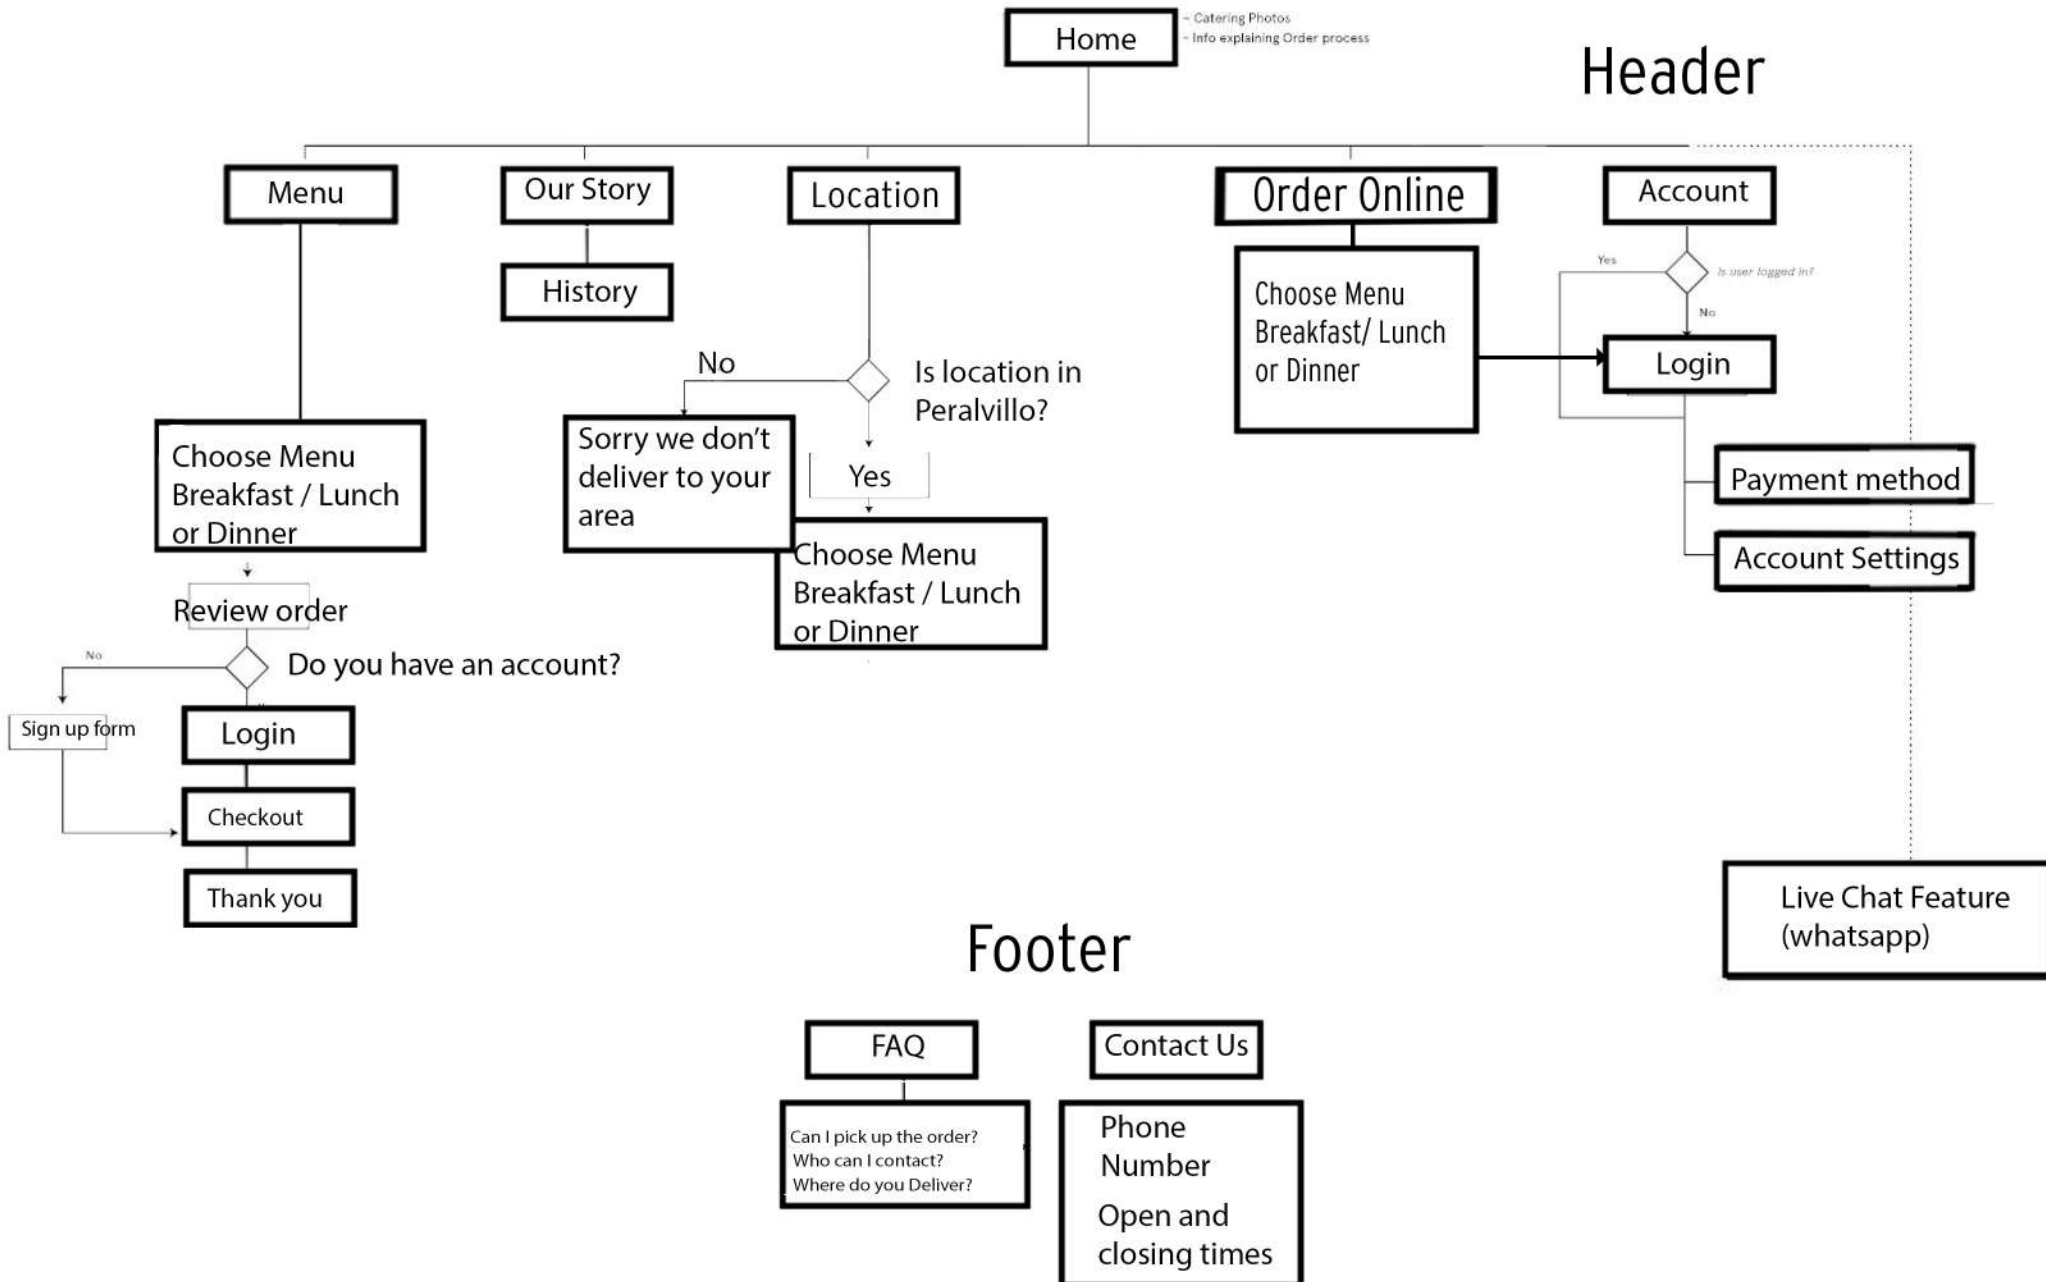 Home
- Catering Photos
- Info explaining Order process
Header
Menu
Our Story
Location
Order Online
Account
History
Choose Menu
Breakfast/ Lunch
or Dinner
Yes
Is user logged in?
No
Login
Payment method
Account Settings
No
Is location in
Peralvillo?
Sorry we don't
deliver to your
area
Yes
Choose Menu
Breakfast / Lunch
or Dinner
Choose Menu
Breakfast / Lunch
or Dinner
Review order
No
Do you have an account?
Sign up form
Login
Checkout
Thank you
Live Chat Feature
(whatsapp)
Footer
FAQ
Contact Us
Can I pick up the order?
Who can I contact?
Where do you Deliver?
Phone
Number
Open and
closing times